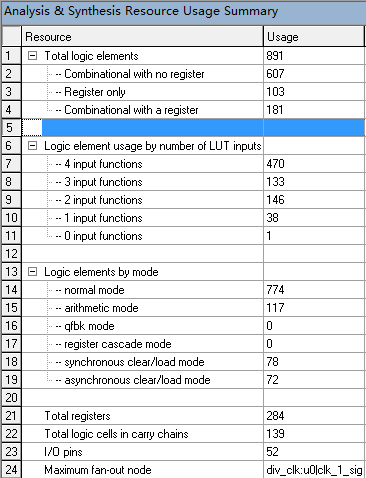 Analysis & Synthesis Resource Usage Summary
Resource Usage
1 Total logic elements 891
2 -- Combinational with no register 607
3 -- Register only 103
4 -- Combinational with a register 181
5
6 Logic element usage by number of LUT inputs
7 -- 4 input functions 470
8 -- 3 input functions 133
9 -- 2 input functions 146
10 -- 1 input functions 38
11 -- 0 input functions 1
12
13 Logic elements by mode
14 -- normal mode 774
15 -- arithmetic mode 117
16 -- qfbk mode 0
17 -- register cascade mode 0
18 -- synchronous clear/load mode 78
19 -- asynchronous clear/load mode 72
20
21 Total registers 284
22 Total logic cells in carry chains 139
23 I/O pins 52
24 Maximum fan-out node div_clk:u0|clk_1_sig